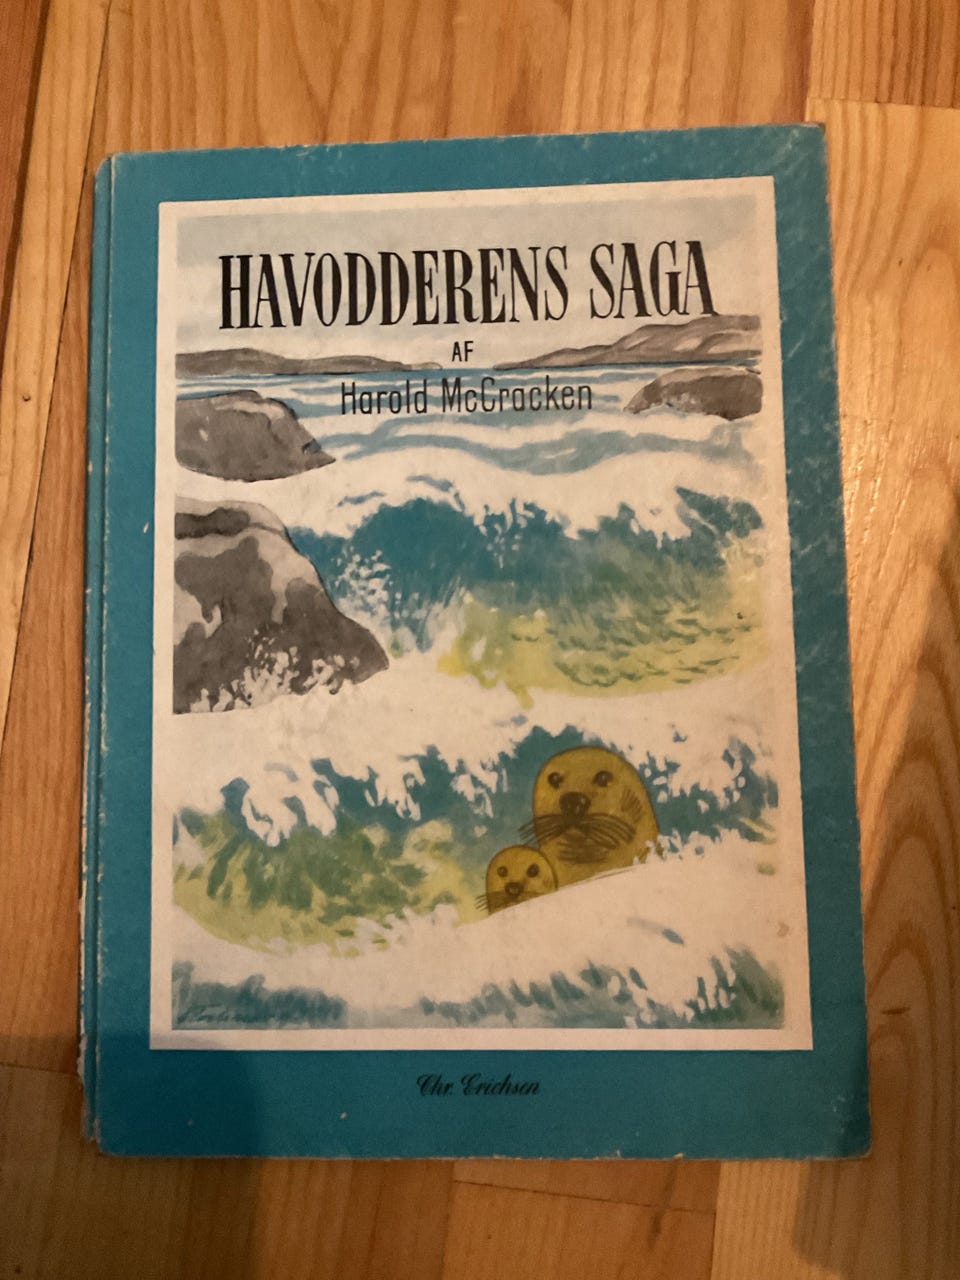 HAVODDERENS SAGA
AF
Harold McCracken
Chr. Erichsen